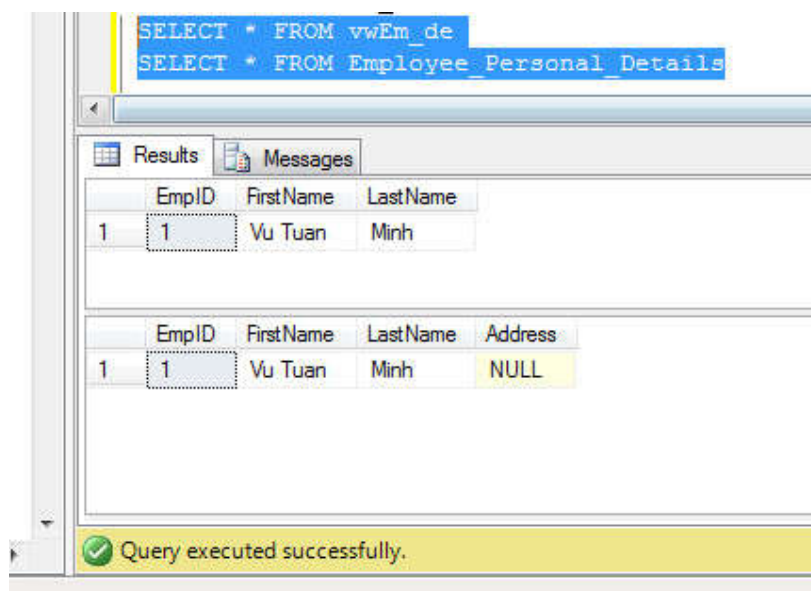 SELECT * FROM vwEm_de
SELECT * FROM Employee_Personal_Details
Results Messages
EmpID FirstName LastName
1 1 Vu Tuan Minh
EmpID FirstName LastName Address
1 1 Vu Tuan Minh NULL
Query executed successfully.